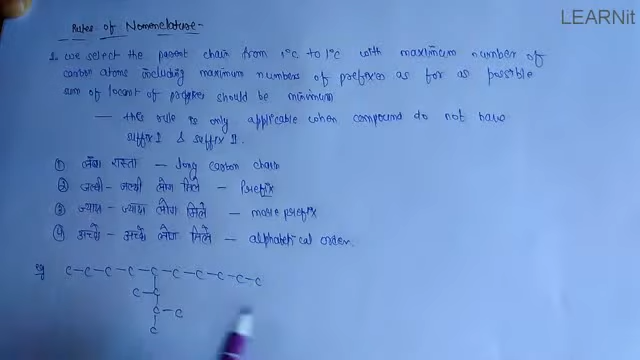 LEARNit
Rates of Nomenclature-
1. we select the parent chain from 1°C to 1°C with maximum number of
carbon atoms including maximum numbers of prefixes as for as possible
sum of locant of prefixes should be minimum
— this rule is only applicable when compound do not have
suffix I & suffix II.
① लंबा रास्ता — long carbon chain
② जल्दी - जल्दी लोग मिले — Prefix
③ ज्यादा - ज्यादा लोग मिले — more prefix
④ अच्छे - अच्छे लोग मिले — alphabetical order.
eg C-C-C-C-C-C-C-C-C-C
C-C
C-C
C